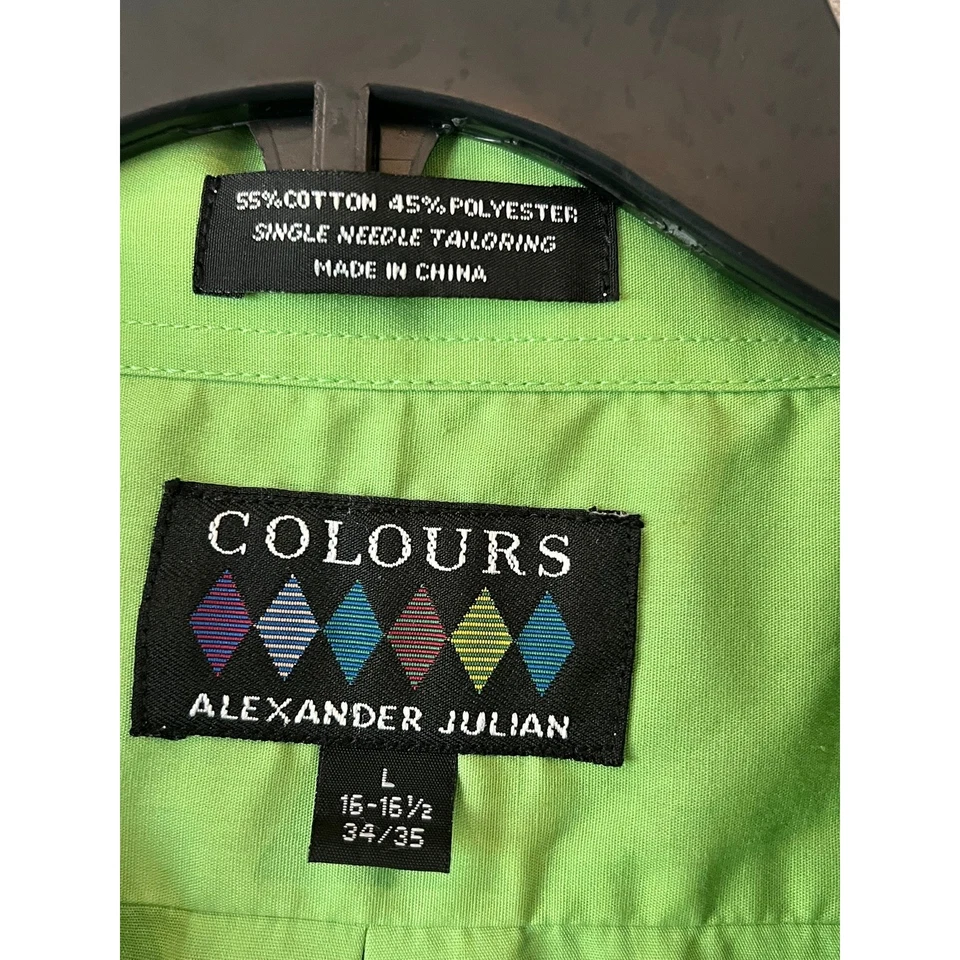 55% COTTON 45% POLYESTER
SINGLE NEEDLE TAILORING
MADE IN CHINA
COLOURS
ALEXANDER JULIAN
L
16-16½
34/35